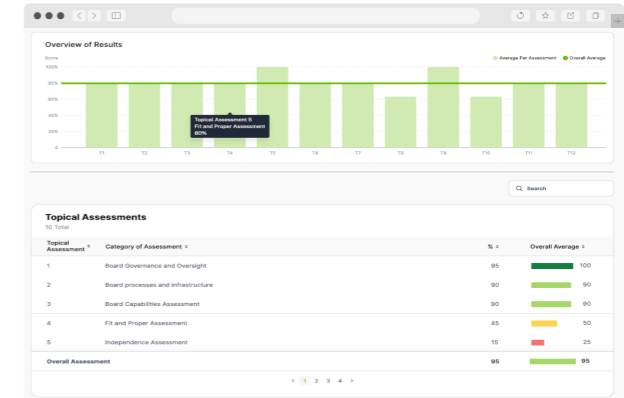 Overview of Results
Score
Average Per Assessment Overall Average
100%
80%
60%
40%
20%
0
Topical Assessment 5
Fit and Proper Assessment
80%
T1 T2 T3 T4 T5 T6 T7 T8 T9 T10 T11 T12
Search
Topical Assessments
10 Total
Topical Assessment Category of Assessment % Overall Average
1 Board Governance and Oversight 95 100
2 Board processes and infrastructure 90 90
3 Board Capabilities Assessment 90 90
4 Fit and Proper Assessment 45 50
5 Independence Assessment 15 25
Overall Assessment 95 95
< 1 2 3 4 >